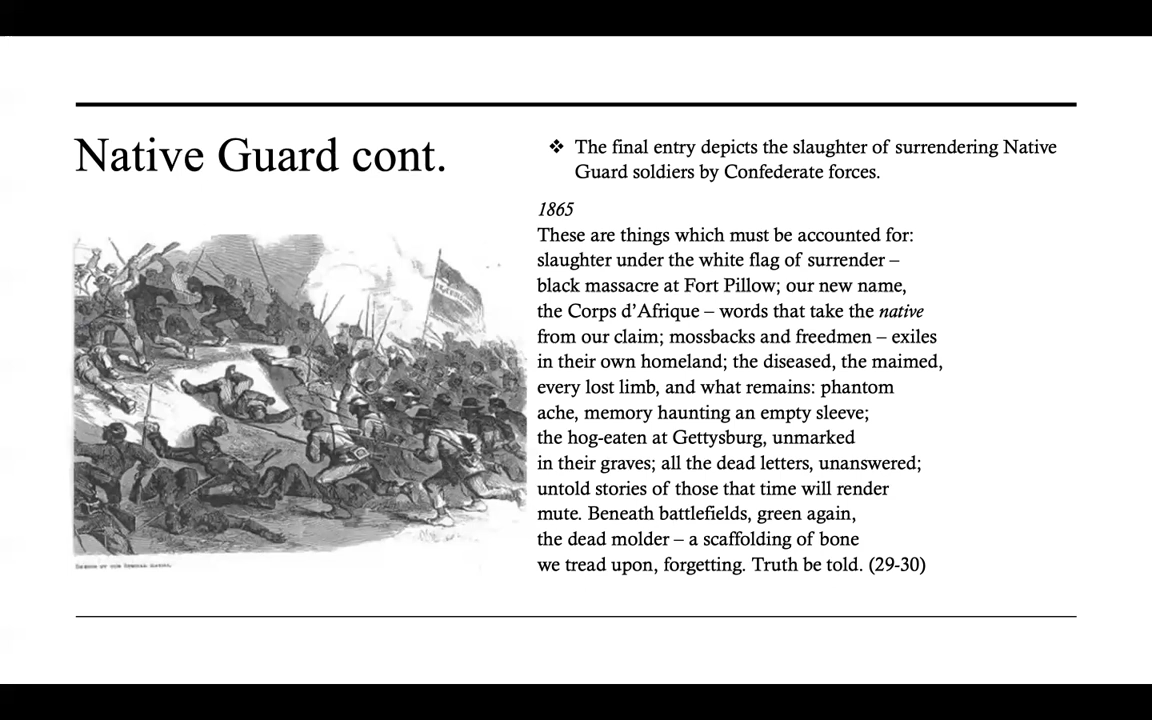 Native Guard cont.
❖ The final entry depicts the slaughter of surrendering Native
Guard soldiers by Confederate forces.
1865
These are things which must be accounted for:
slaughter under the white flag of surrender –
black massacre at Fort Pillow; our new name,
the Corps d’Afrique – words that take the native
from our claim; mossbacks and freedmen – exiles
in their own homeland; the diseased, the maimed,
every lost limb, and what remains: phantom
ache, memory haunting an empty sleeve;
the hog-eaten at Gettysburg, unmarked
in their graves; all the dead letters, unanswered;
untold stories of those that time will render
mute. Beneath battlefields, green again,
the dead molder – a scaffolding of bone
we tread upon, forgetting. Truth be told. (29-30)